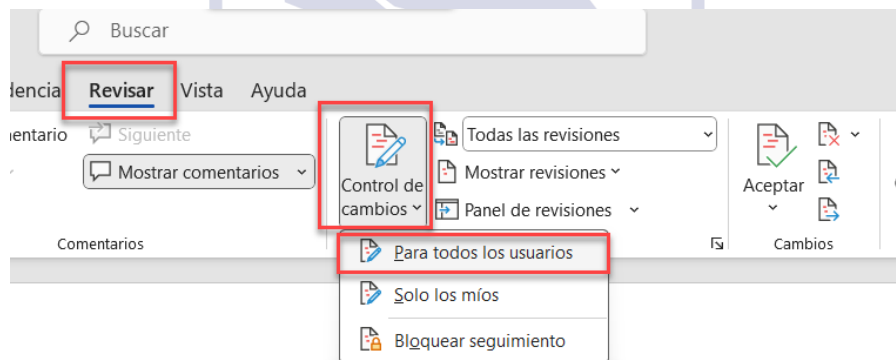 Buscar
dencia Revisar Vista Ayuda
entario Siguiente
Mostrar comentarios
Comentarios
Control de cambios
Todas las revisiones
Mostrar revisiones
Panel de revisiones
Aceptar
Cambios
Para todos los usuarios
Solo los míos
Bloquear seguimiento